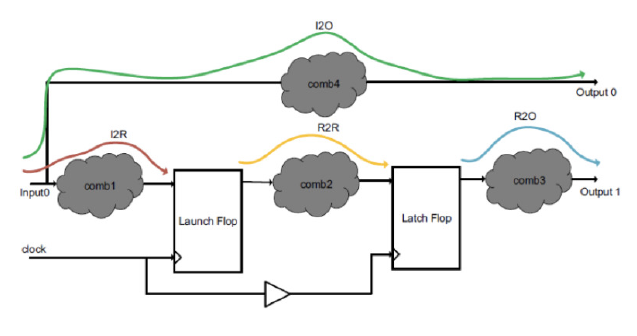 I2O
comb4
Output 0
I2R
R2R
R2O
Input0
comb1
Launch Flop
comb2
Latch Flop
comb3
Output 1
clock